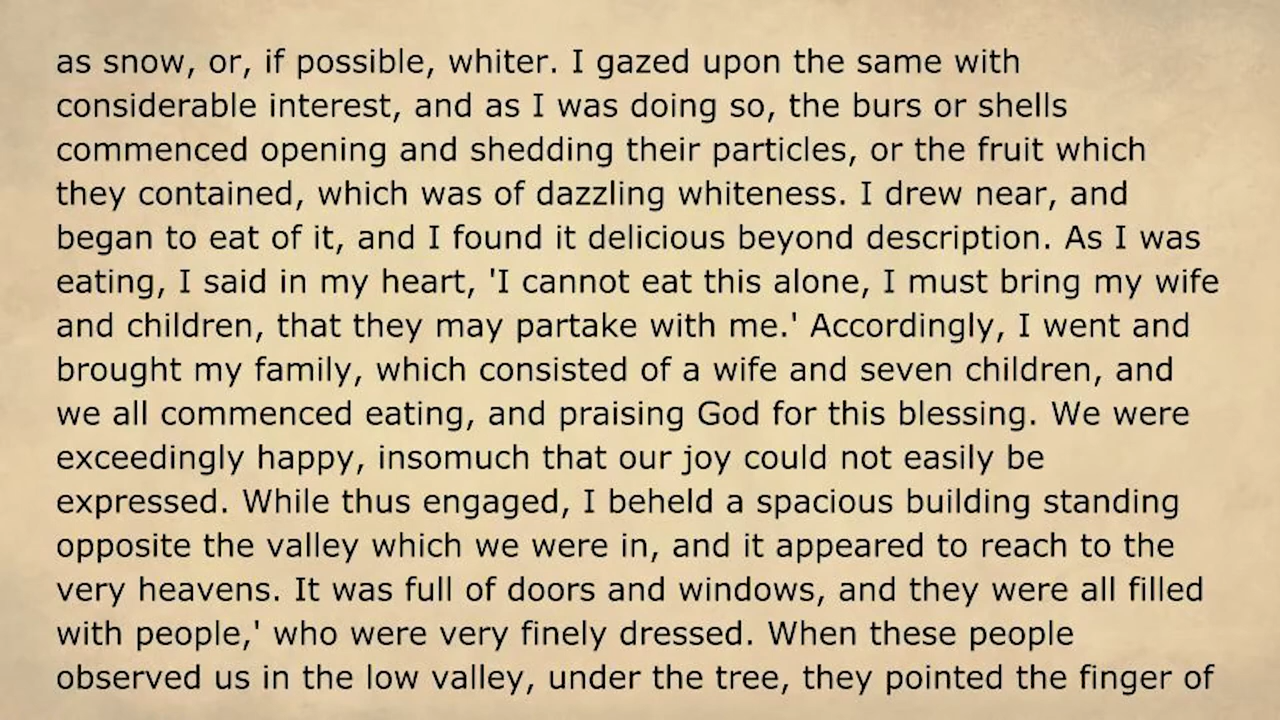 as snow, or, if possible, whiter. I gazed upon the same with
considerable interest, and as I was doing so, the burs or shells
commenced opening and shedding their particles, or the fruit which
they contained, which was of dazzling whiteness. I drew near, and
began to eat of it, and I found it delicious beyond description. As I was
eating, I said in my heart, 'I cannot eat this alone, I must bring my wife
and children, that they may partake with me.' Accordingly, I went and
brought my family, which consisted of a wife and seven children, and
we all commenced eating, and praising God for this blessing. We were
exceedingly happy, insomuch that our joy could not easily be
expressed. While thus engaged, I beheld a spacious building standing
opposite the valley which we were in, and it appeared to reach to the
very heavens. It was full of doors and windows, and they were all filled
with people,' who were very finely dressed. When these people
observed us in the low valley, under the tree, they pointed the finger of